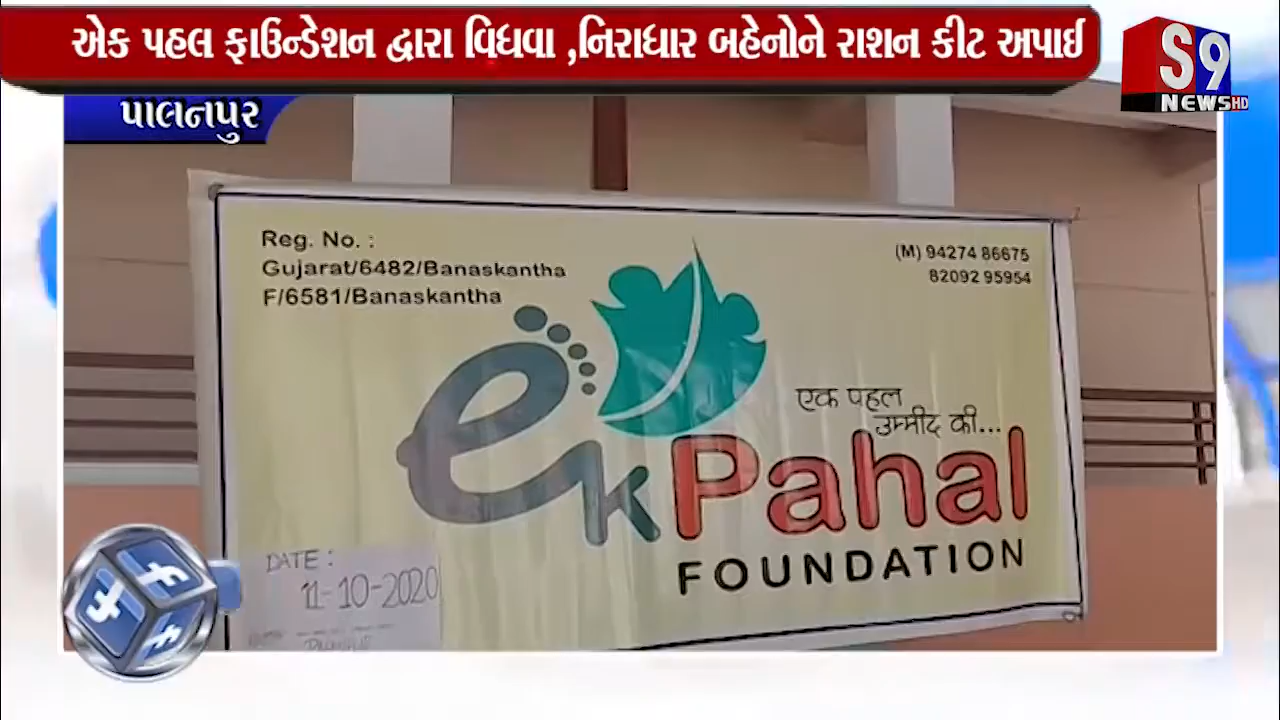 એક પહલ ફાઉન્ડેશન દ્વારા વિધવા ,નિરાધાર બહેનોને રાશન કીટ અપાઈ
S9
NEWS HD
પાલનપુર
Reg. No. :
Gujarat/6482/Banaskantha
F/6581/Banaskantha
(M) 94274 86675
82092 95954
एक पहल
उम्मीद की...
ek Pahal
FOUNDATION
DATE :
11-10-2020